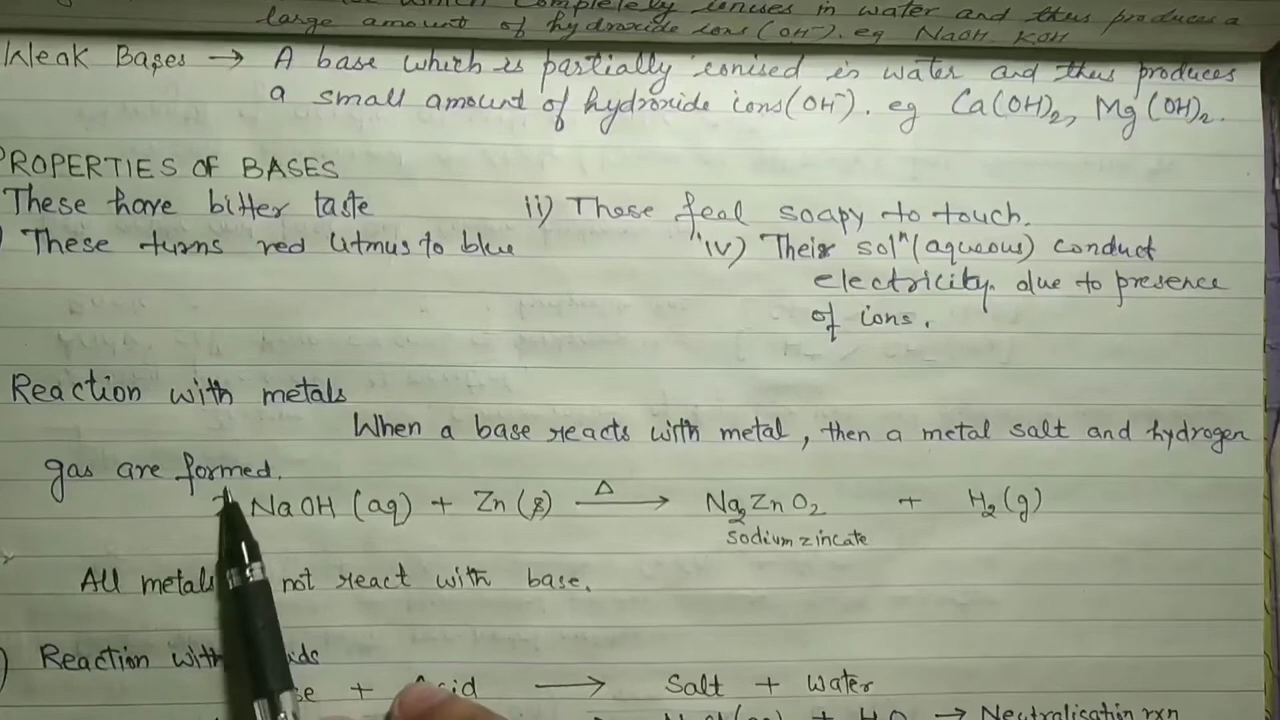 which completely ionises in water and thus produces a
large amount of hydroxide ions (OH⁻). eg NaOH KOH
Weak Bases → A base which is partially ionised in water and thus produces
a small amount of hydroxide ions (OH⁻). eg Ca(OH)₂, Mg(OH)₂.
PROPERTIES OF BASES
These have bitter taste ii) These feel soapy to touch.
) These turns red litmus to blue iv) Their solⁿ (aqueous) conduct
electricity. due to presence
of ions.
Reaction with metals
When a base reacts with metal, then a metal salt and hydrogen
gas are formed.
NaOH (aq) + Zn(s) —Δ→ Na₂ZnO₂ + H₂(g)
sodium zincate
All metals not react with base.
) Reaction with ids
se + Acid → Salt + Water
→ Neutralisation rxn